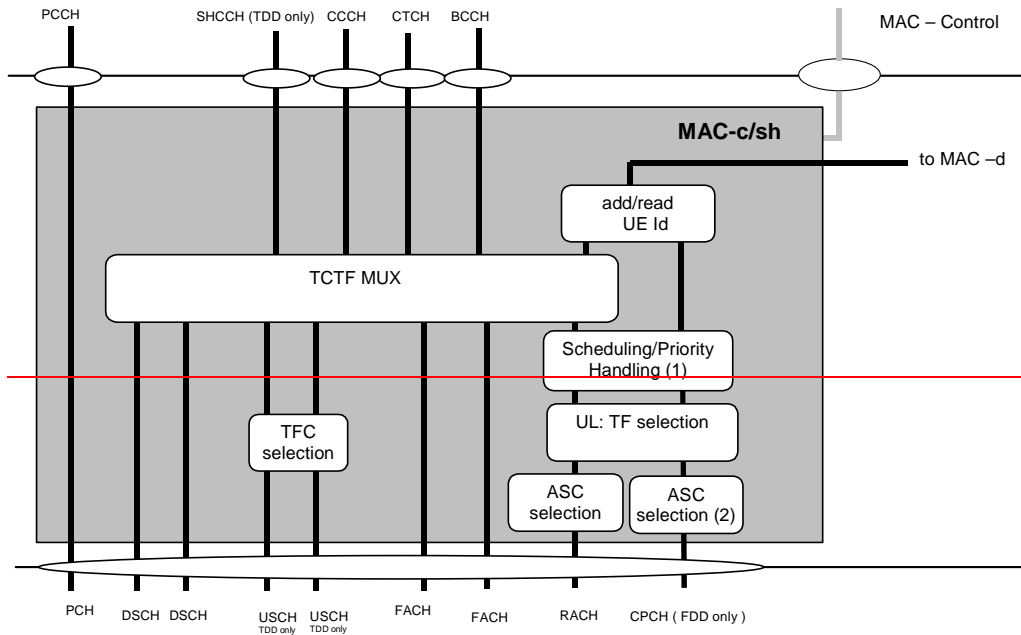 PCCH
SHCCH (TDD only)
CCCH
CTCH
BCCH
MAC – Control
MAC-c/sh
to MAC –d
add/read
UE Id
TCTF MUX
Scheduling/Priority
Handling (1)
UL: TF selection
TFC
selection
ASC
selection
ASC
selection (2)
PCH
DSCH
DSCH
USCH
TDD only
USCH
TDD only
FACH
FACH
RACH
CPCH ( FDD only )